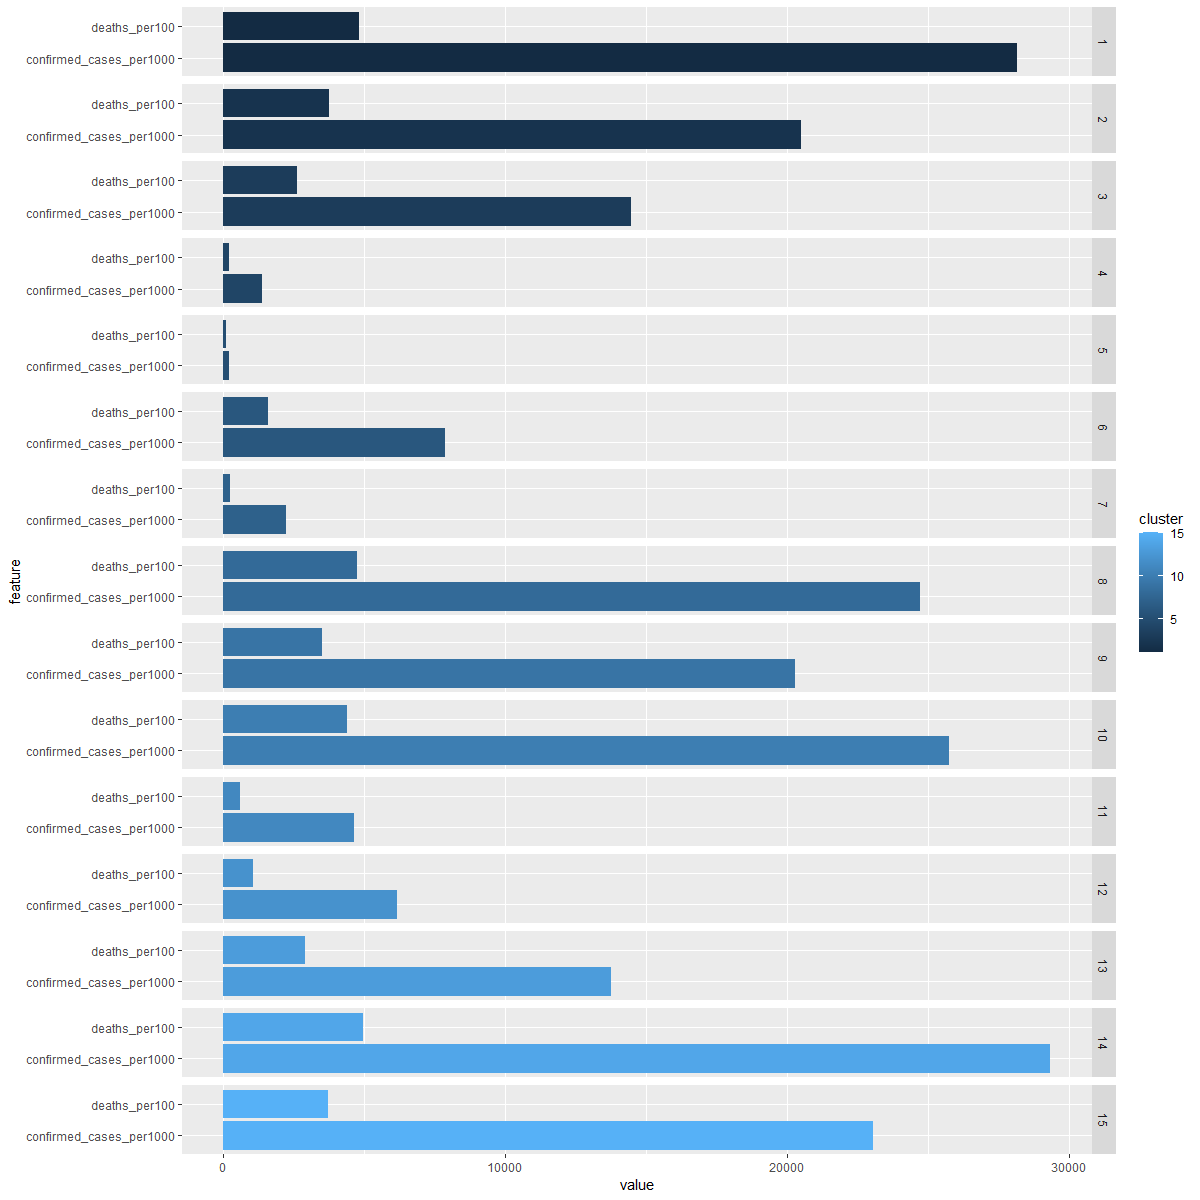 deaths_per100
confirmed_cases_per1000
1
deaths_per100
confirmed_cases_per1000
2
deaths_per100
confirmed_cases_per1000
3
deaths_per100
confirmed_cases_per1000
4
deaths_per100
confirmed_cases_per1000
5
deaths_per100
confirmed_cases_per1000
6
deaths_per100
confirmed_cases_per1000
7
deaths_per100
confirmed_cases_per1000
8
deaths_per100
confirmed_cases_per1000
9
deaths_per100
confirmed_cases_per1000
10
deaths_per100
confirmed_cases_per1000
11
deaths_per100
confirmed_cases_per1000
12
deaths_per100
confirmed_cases_per1000
13
deaths_per100
confirmed_cases_per1000
14
deaths_per100
confirmed_cases_per1000
15
feature
0
10000
20000
30000
value
cluster
15
10
5